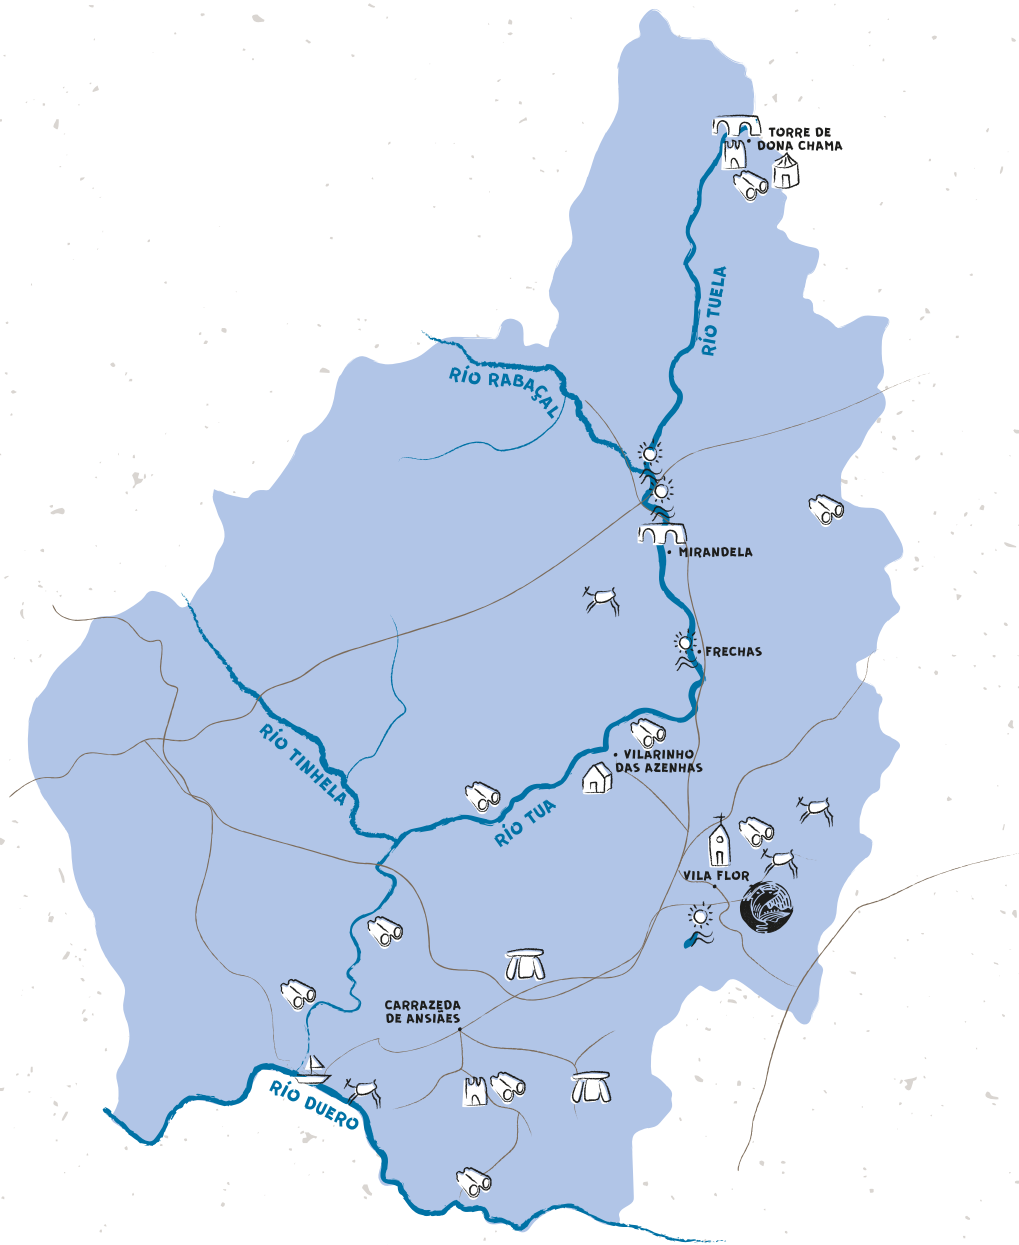 TORRE DE
DONA CHAMA
RÍO TUELA
RÍO RABAÇAL
MIRANDELA
FRECHAS
RÍO TINHELA
VILARINHO
DAS AZENHAS
RÍO TUA
VILA FLOR
CARRAZEDA
DE ANSIÃES
RÍO DUERO